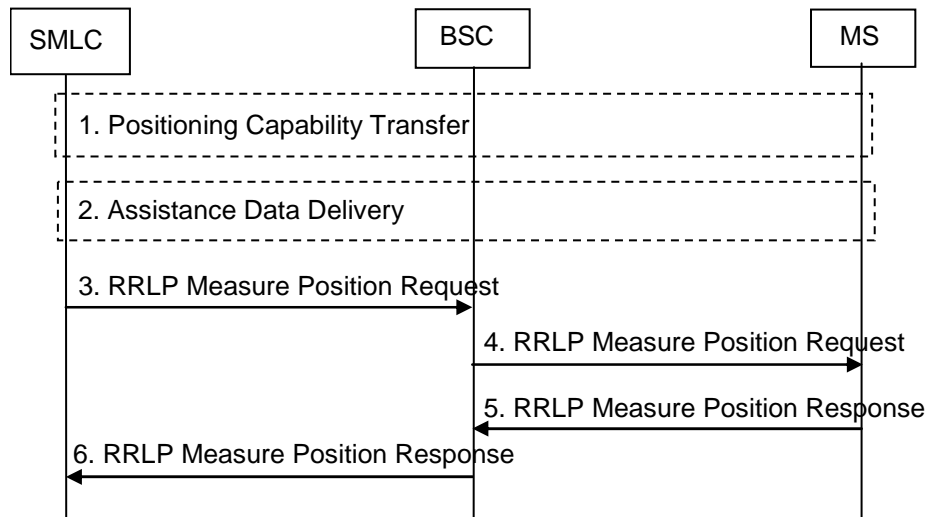 SMLC
BSC
MS
1. Positioning Capability Transfer
2. Assistance Data Delivery
3. RRLP Measure Position Request
4. RRLP Measure Position Request
5. RRLP Measure Position Response
6. RRLP Measure Position Response